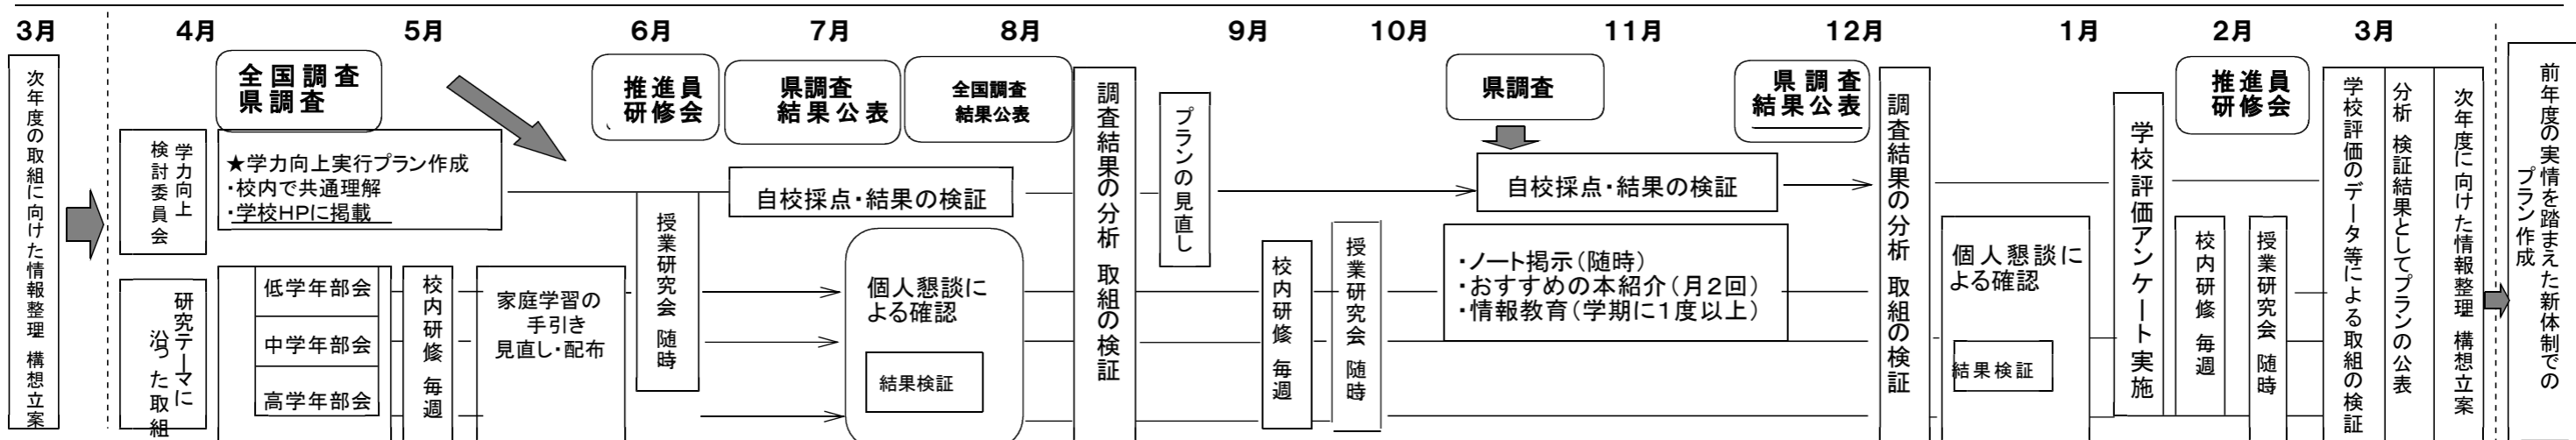 3月
4月
5月
6月
7月
8月
9月
10月
11月
12月
1月
2月
3月
次年度の取組に向けた情報整理 構想立案
学力向上
検討委員会
研究テーマに
沿った取組
全国調査
県調査
★学力向上実行プラン作成
・校内で共通理解
・学校HPに掲載
低学年部会
中学年部会
高学年部会
校内研修 毎週
家庭学習の
手引き
見直し・配布
推進員
研修会
授業研究会 随時
県調査
結果公表
自校採点・結果の検証
全国調査
結果公表
個人懇談に
よる確認
結果検証
調査結果の分析 取組の検証
プランの見直し
校内研修 毎週
授業研究会 随時
県調査
自校採点・結果の検証
・ノート掲示(随時)
・おすすめの本紹介(月2回)
・情報教育(学期に1度以上)
県調査
結果公表
調査結果の分析 取組の検証
個人懇談に
よる確認
結果検証
学校評価アンケート実施
推進員
研修会
校内研修 毎週
授業研究会 随時
学校評価のデータ等による取組の検証
分析 検証結果としてプランの公表
次年度に向けた情報整理 構想立案
前年度の実情を踏まえた新体制での
プラン作成